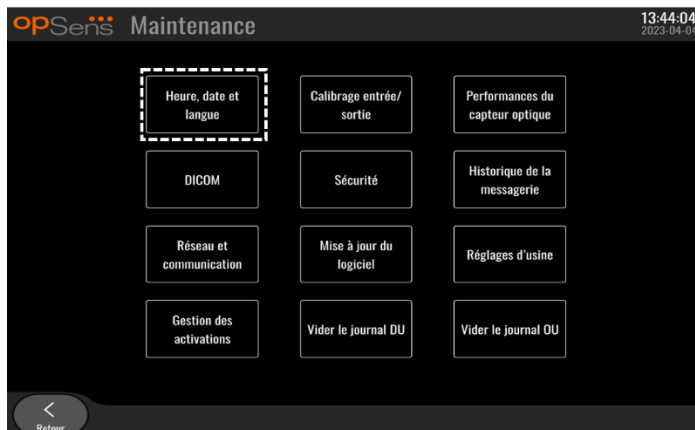 opSens Maintenance
13:44:04
2023-04-04
Heure, date et
langue
Calibrage entrée/
sortie
Performances du
capteur optique
DICOM
Sécurité
Historique de la
messagerie
Réseau et
communication
Mise à jour du
logiciel
Réglages d'usine
Gestion des
activations
Vider le journal DU
Vider le journal OU
Retour